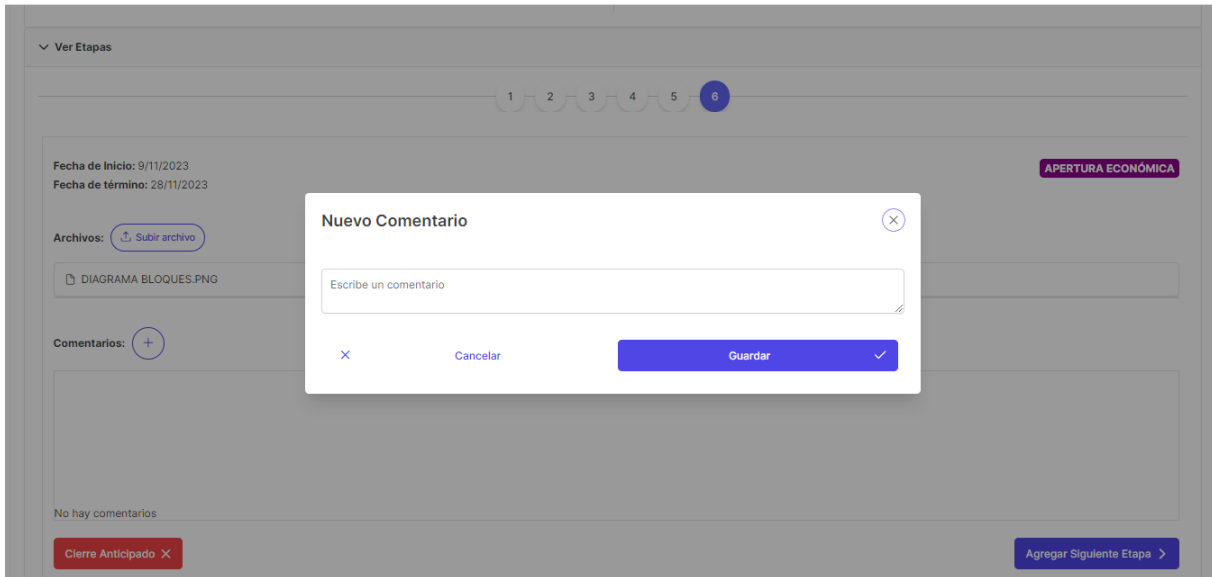 Ver Etapas
1 2 3 4 5 6
Fecha de Inicio: 9/11/2023
APERTURA ECONÓMICA
Fecha de término: 28/11/2023
Nuevo Comentario
Archivos: Subir archivo
DIAGRAMA BLOQUES.PNG
Escribe un comentario
Comentarios:
Cancelar
Guardar
No hay comentarios
Cierre Anticipado
Agregar Siguiente Etapa